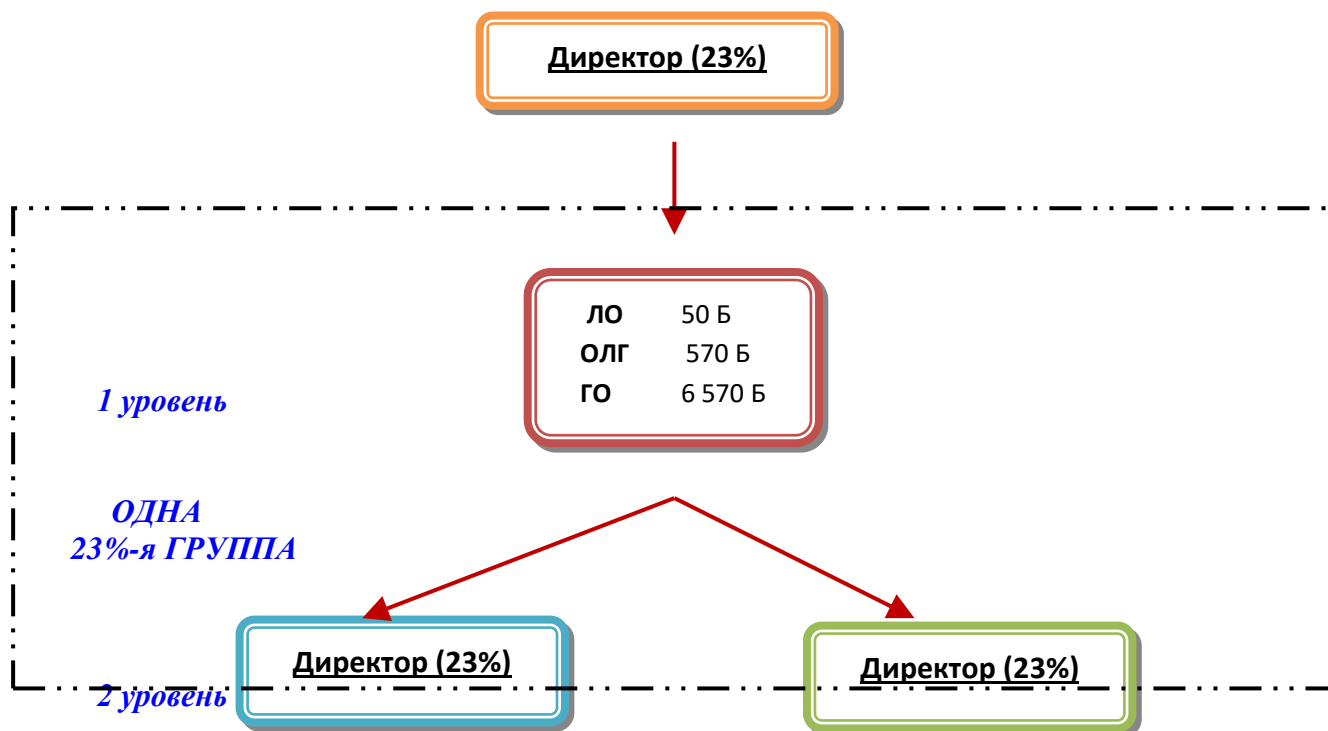 Директор (23%)
ЛО 50 Б
ОЛГ 570 Б
ГО 6 570 Б
1 уровень
ОДНА
23%-я ГРУППА
Директор (23%)
Директор (23%)
2 уровень